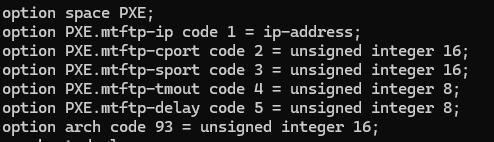 option space PXE;
option PXE.mtftp-ip code 1 = ip-address;
option PXE.mtftp-cport code 2 = unsigned integer 16;
option PXE.mtftp-sport code 3 = unsigned integer 16;
option PXE.mtftp-tmout code 4 = unsigned integer 8;
option PXE.mtftp-delay code 5 = unsigned integer 8;
option arch code 93 = unsigned integer 16;